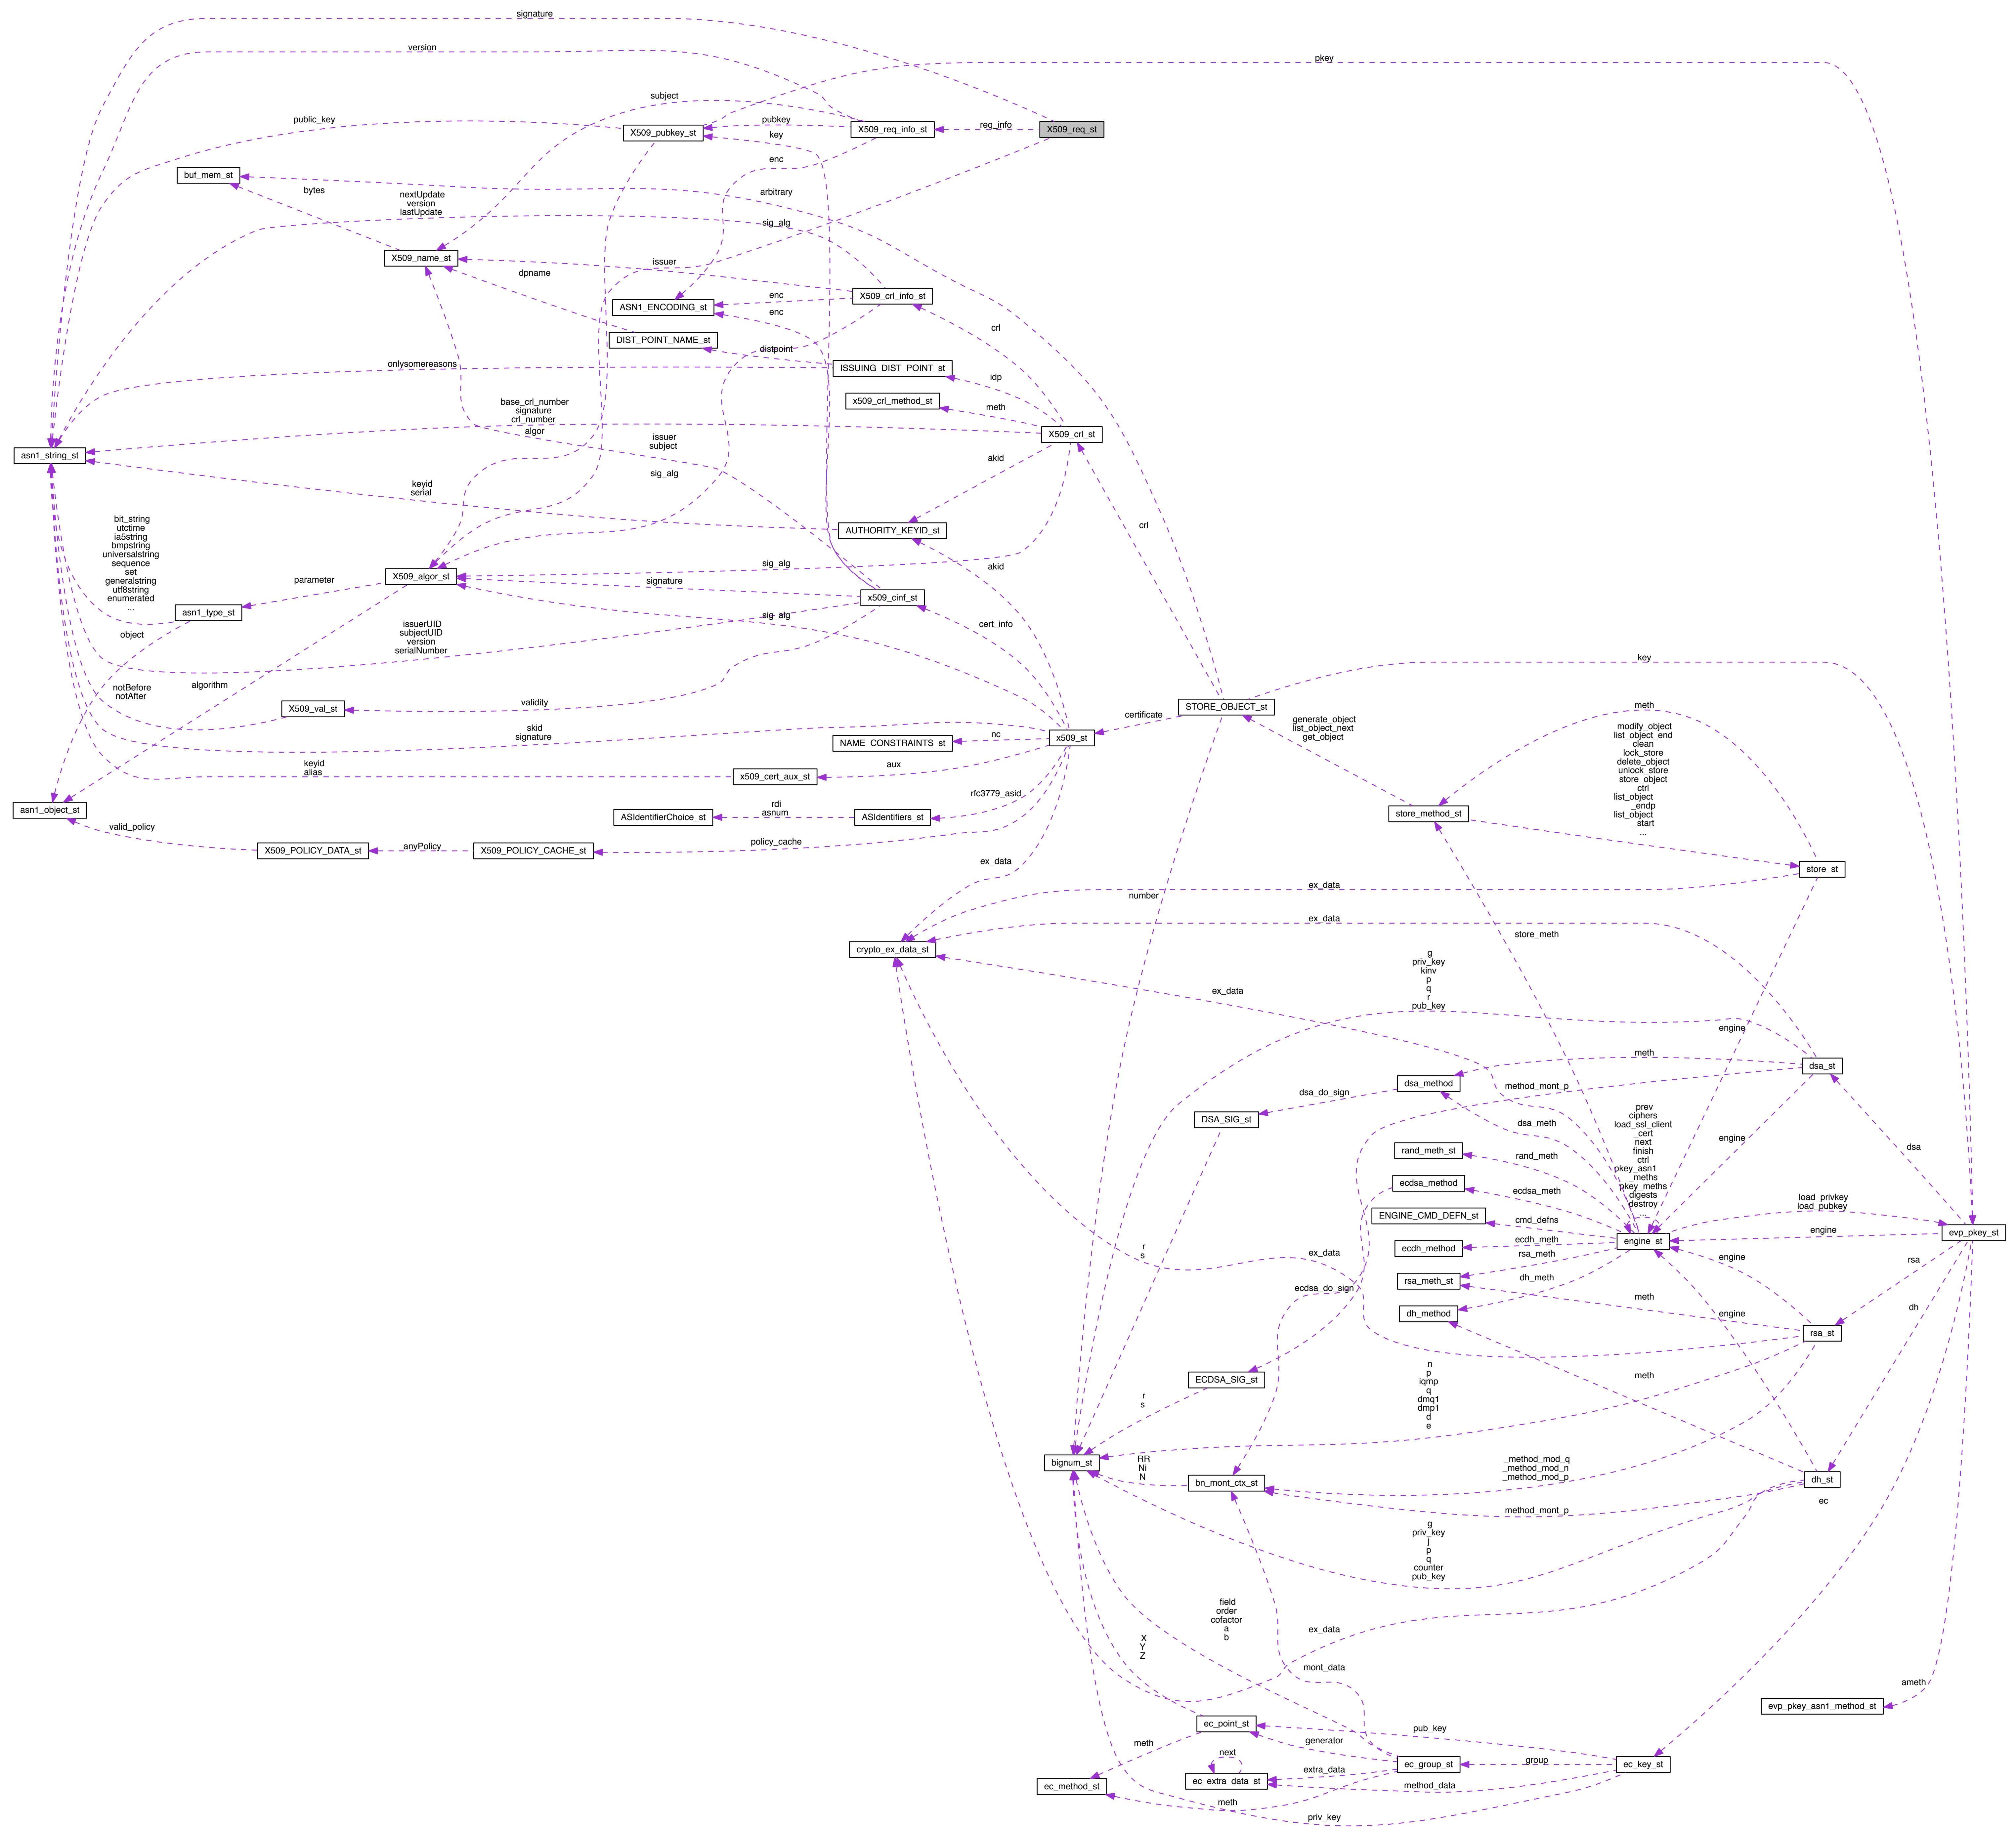 signature
version
pkey
subject
public_key
X509_pubkey_st
pubkey
key
X509_req_info_st
req_info
X509_req_st
enc
buf_mem_st
bytes
arbitrary
nextUpdate
version
lastUpdate
sig_alg
X509_name_st
dpname
issuer
ASN1_ENCODING_st
enc
enc
X509_crl_info_st
crl
DIST_POINT_NAME_st
distpoint
onlysomereasons
ISSUING_DIST_POINT_st
idp
x509_crl_method_st
meth
base_crl_number
signature
crl_number
algor
issuer
subject
X509_crl_st
asn1_string_st
akid
sig_alg
keyid
serial
AUTHORITY_KEYID_st
crl
bit_string
utctime
ia5string
bmpstring
universalstring
sequence
set
generalstring
utf8string
enumerated
...
sig_alg
akid
parameter
X509_algor_st
signature
x509_cinf_st
asn1_type_st
sig_alg
cert_info
object
issuerUID
subjectUID
version
serialNumber
key
algorithm
notBefore
notAfter
X509_val_st
validity
STORE_OBJECT_st
meth
certificate
generate_object
list_object_next
get_object
skid
signature
NAME_CONSTRAINTS_st
nc
x509_st
modify_object
list_object_end
clean
lock_store
delete_object
unlock_store
store_object
ctrl
list_object
_endp
list_object
_start
...
keyid
alias
x509_cert_aux_st
aux
asn1_object_st
ASIdentifierChoice_st
rdi
asnum
ASIdentifiers_st
rfc3779_asid
store_method_st
valid_policy
X509_POLICY_DATA_st
anyPolicy
X509_POLICY_CACHE_st
policy_cache
ex_data
store_st
ex_data
number
ex_data
store_meth
crypto_ex_data_st
g
priv_key
kinv
p
q
r
pub_key
ex_data
engine
meth
dsa_st
dsa_method
method_mont_p
dsa_do_sign
DSA_SIG_st
dsa_meth
prev
ciphers
load_ssl_client
_cert
next
finish
ctrl
pkey_asn1
_meths
pkey_meths
digests
destroy
...
engine
dsa
rand_meth_st
rand_meth
ecdsa_method
ecdsa_meth
load_privkey
load_pubkey
ENGINE_CMD_DEFN_st
cmd_defns
engine
evp_pkey_st
engine_st
ecdh_method
ecdh_meth
r
s
ex_data
rsa_meth
engine
rsa
rsa_meth_st
ecdsa_do_sign
dh_meth
meth
dh_method
engine
dh
rsa_st
n
p
iqmp
q
dmq1
dmp1
d
e
meth
ECDSA_SIG_st
r
s
bignum_st
RR
Ni
N
bn_mont_ctx_st
_method_mod_q
_method_mod_n
_method_mod_p
dh_st
method_mont_p
ec
g
priv_key
j
p
q
counter
pub_key
field
order
cofactor
a
b
ex_data
X
Y
Z
mont_data
ameth
evp_pkey_asn1_method_st
ec_point_st
pub_key
meth
next
generator
ec_group_st
group
ec_key_st
ec_method_st
ec_extra_data_st
extra_data
method_data
meth
priv_key